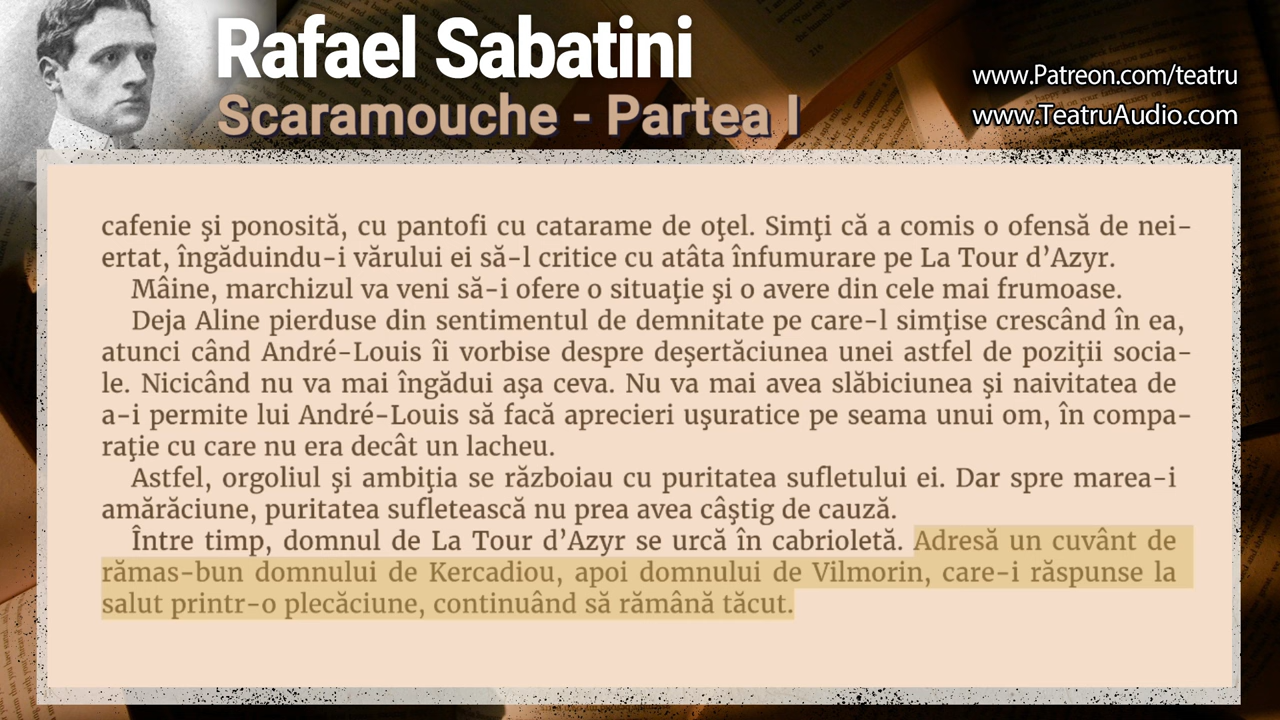 Rafael Sabatini
Scaramouche - Partea I
www.Patreon.com/teatru
www.TeatruAudio.com
cafenie şi ponosită, cu pantofi cu catarame de oţel. Simţi că a comis o ofensă de nei-
ertat, îngăduindu-i vărului ei să-l critice cu atâta înfumurare pe La Tour d’Azyr.
Mâine, marchizul va veni să-i ofere o situaţie şi o avere din cele mai frumoase.
Deja Aline pierduse din sentimentul de demnitate pe care-l simţise crescând în ea,
atunci când André-Louis îi vorbise despre deşertăciunea unei astfel de poziţii socia-
le. Nicicând nu va mai îngădui aşa ceva. Nu va mai avea slăbiciunea şi naivitatea de
a-i permite lui André-Louis să facă aprecieri uşuratice pe seama unui om, în compa-
raţie cu care nu era decât un lacheu.
Astfel, orgoliul şi ambiţia se războiau cu puritatea sufletului ei. Dar spre marea-i
amărăciune, puritatea sufletească nu prea avea câştig de cauză.
Între timp, domnul de La Tour d’Azyr se urcă în cabrioletă. Adresă un cuvânt de
rămas-bun domnului de Kercadiou, apoi domnului de Vilmorin, care-i răspunse la
salut printr-o plecăciune, continuând să rămână tăcut.